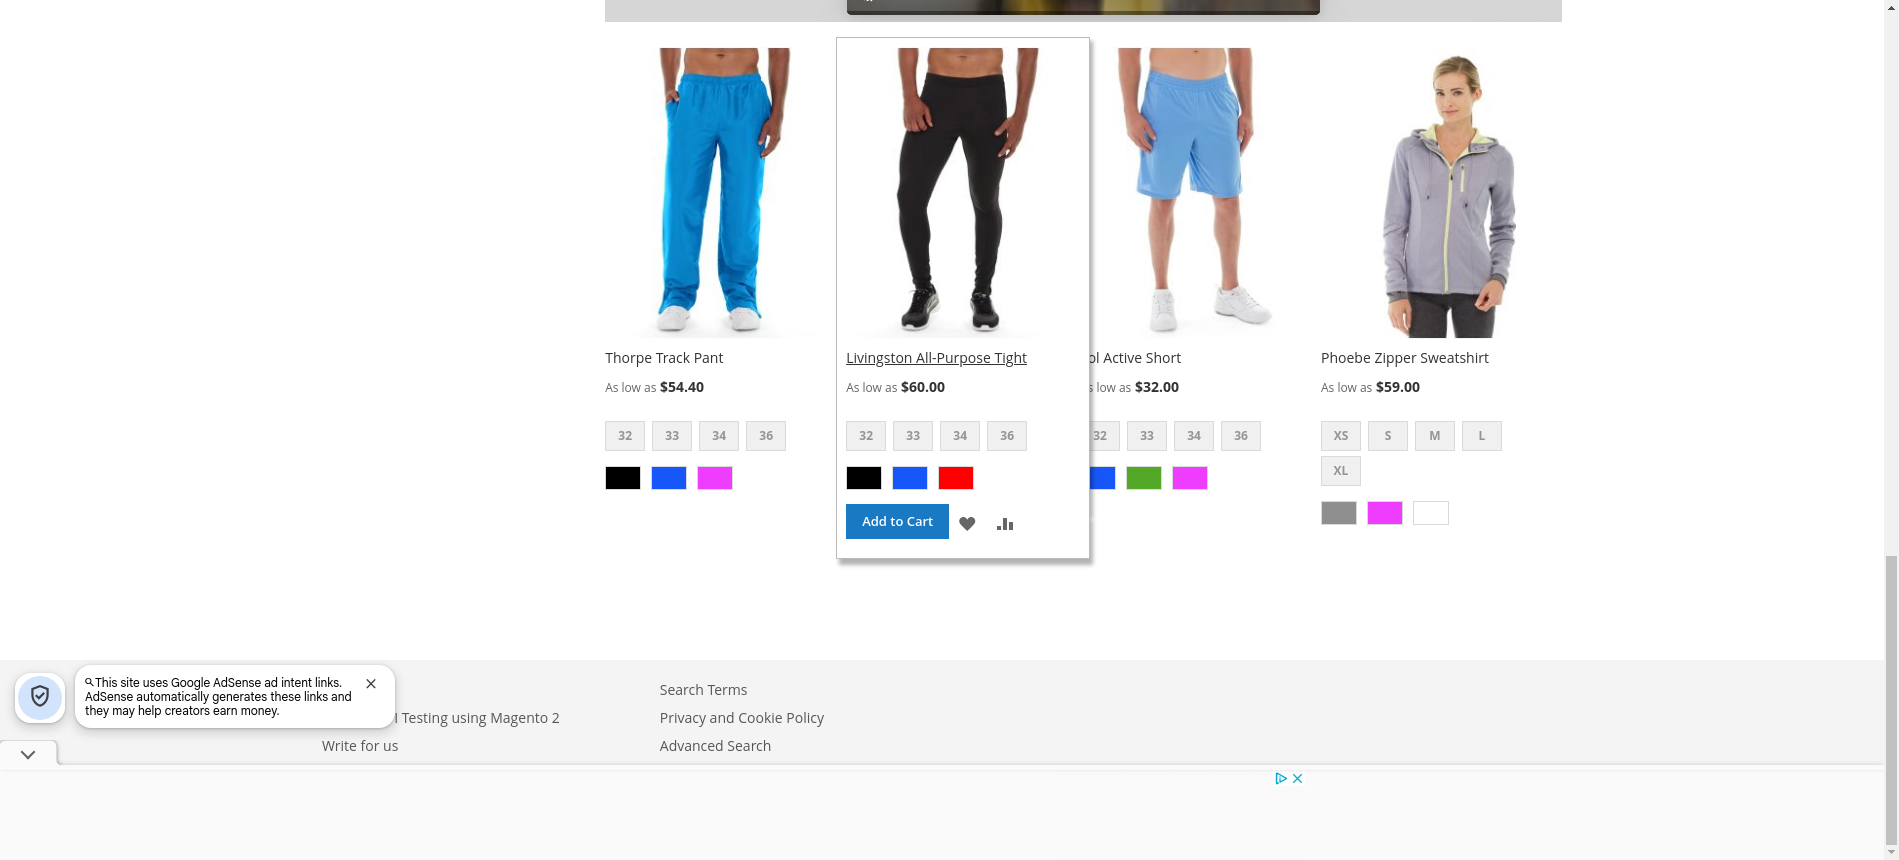 Thorpe Track Pant
As low as $54.40
32 33 34 36
Livingston All-Purpose Tight
As low as $60.00
32 33 34 36
Add to Cart
Active Short
low as $32.00
32 33 34 36
Phoebe Zipper Sweatshirt
As low as $59.00
XS S M L
XL
This site uses Google AdSense ad intent links.
AdSense automatically generates these links and
they may help creators earn money.
Testing using Magento 2
Write for us
Search Terms
Privacy and Cookie Policy
Advanced Search